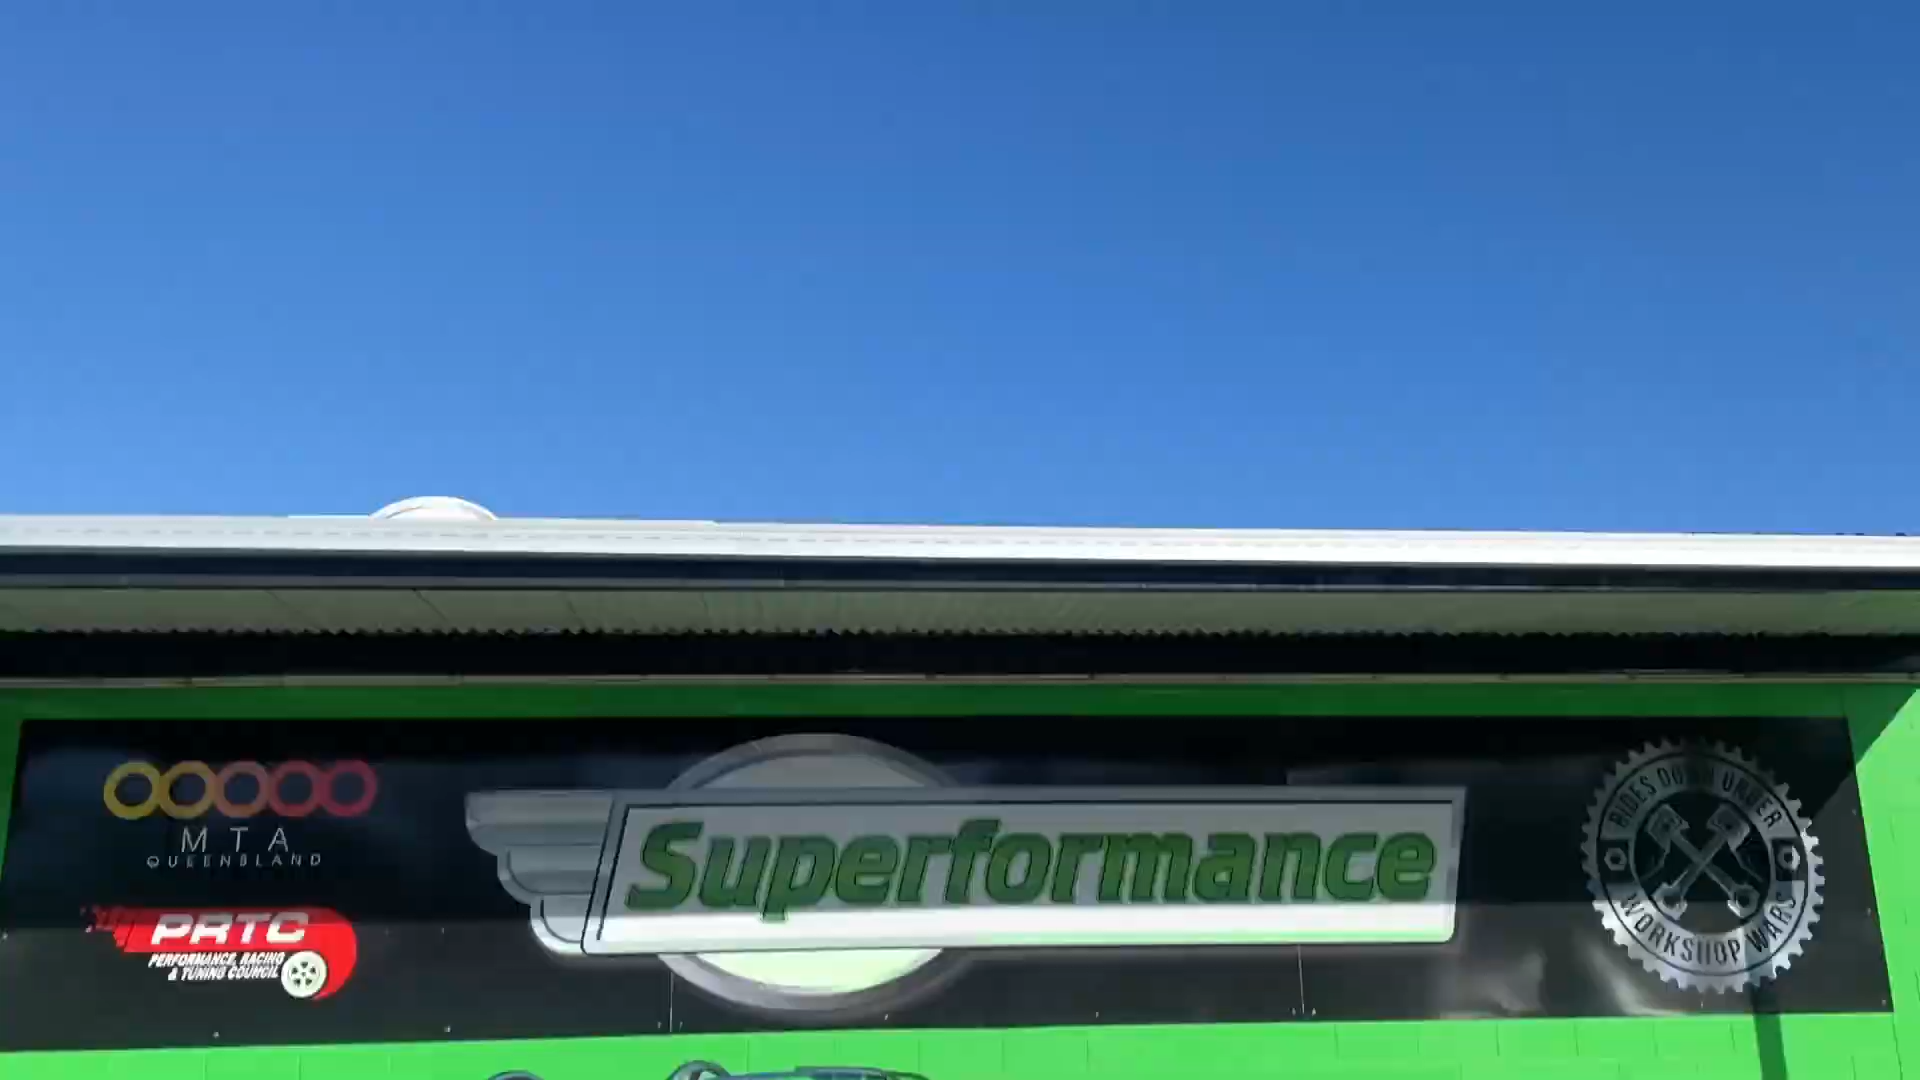 MTA
QUEENSLAND
PRTC
PERFORMANCE, RACING
& TUNING COUNCIL
Superformance
RIDES DOWN UNDER
WORKSHOP WARS